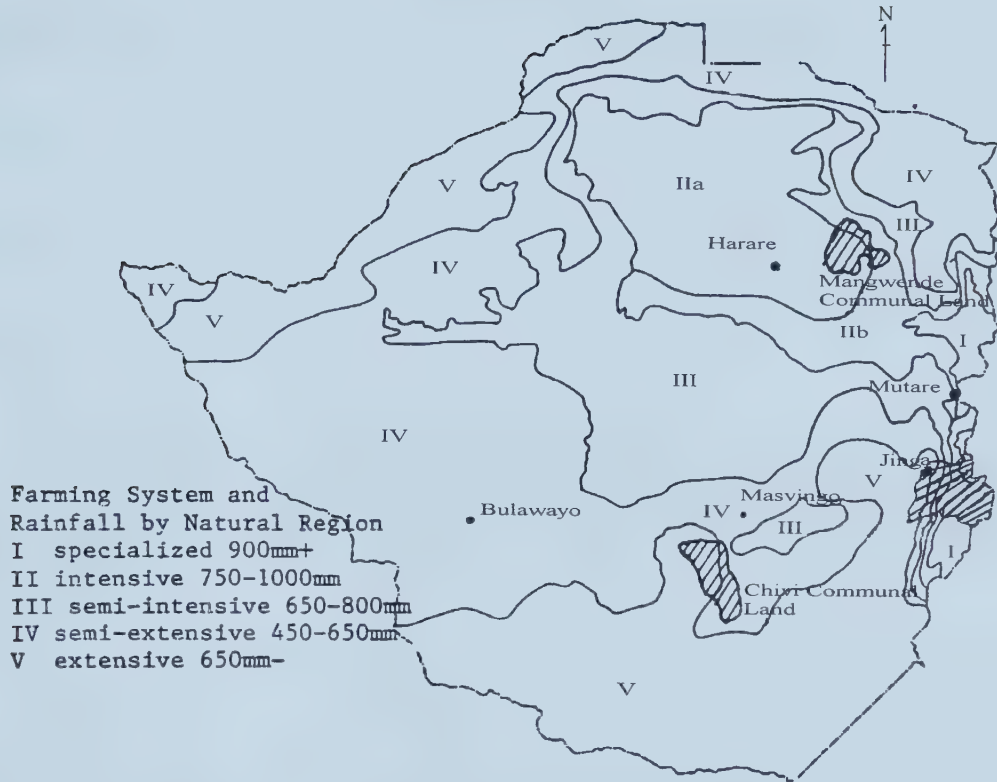 N
V
IV
V
IIa
IV
III
Harare
IV
IV
V
Mangwende
Communal Land
IIb
I
III
Mutare
IV
Jinga
V
Masvingo
IV
III
Bulawayo
I
Chivi Communal
Land
V
Farming System and
Rainfall by Natural Region
I specialized 900mm+
II intensive 750-1000mm
III semi-intensive 650-800mm
IV semi-extensive 450-650mm
V extensive 650mm-